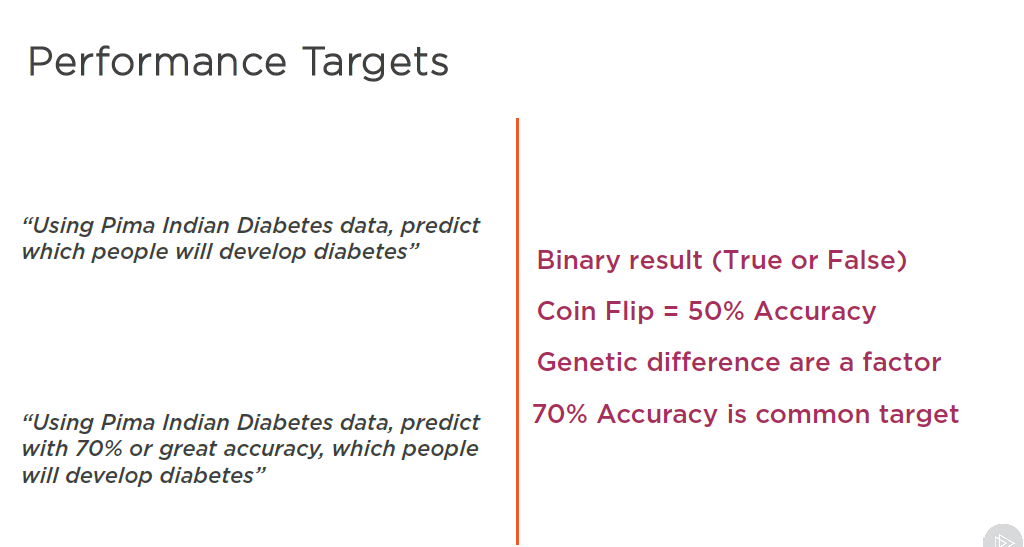 Performance Targets
“Using Pima Indian Diabetes data, predict
which people will develop diabetes”
“Using Pima Indian Diabetes data, predict
with 70% or great accuracy, which people
will develop diabetes”
Binary result (True or False)
Coin Flip = 50% Accuracy
Genetic difference are a factor
70% Accuracy is common target